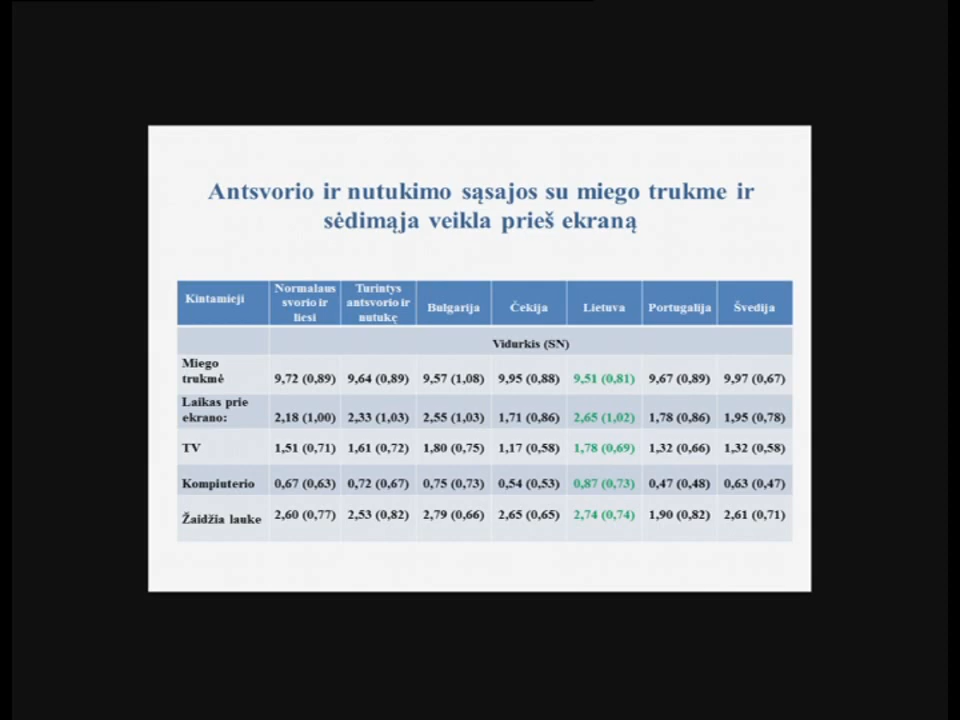 Antsvorio ir nutukimo sąsajos su miego trukme ir
sėdimąja veikla prieš ekraną
Kintamieji Normalaus svorio ir liesi Turintys antsvorio ir nutukę Bulgarija Čekija Lietuva Portugalija Švedija
Vidurkis (SN)
Miego trukmė 9,72 (0,89) 9,64 (0,89) 9,57 (1,08) 9,95 (0,88) 9,51 (0,81) 9,67 (0,89) 9,97 (0,67)
Laikas prie ekrano: 2,18 (1,00) 2,33 (1,03) 2,55 (1,03) 1,71 (0,86) 2,65 (1,02) 1,78 (0,86) 1,95 (0,78)
TV 1,51 (0,71) 1,61 (0,72) 1,80 (0,75) 1,17 (0,58) 1,78 (0,69) 1,32 (0,66) 1,32 (0,58)
Kompiuterio 0,67 (0,63) 0,72 (0,67) 0,75 (0,73) 0,54 (0,53) 0,87 (0,73) 0,47 (0,48) 0,63 (0,47)
Žaidžia lauke 2,60 (0,77) 2,53 (0,82) 2,79 (0,66) 2,65 (0,65) 2,74 (0,74) 1,90 (0,82) 2,61 (0,71)